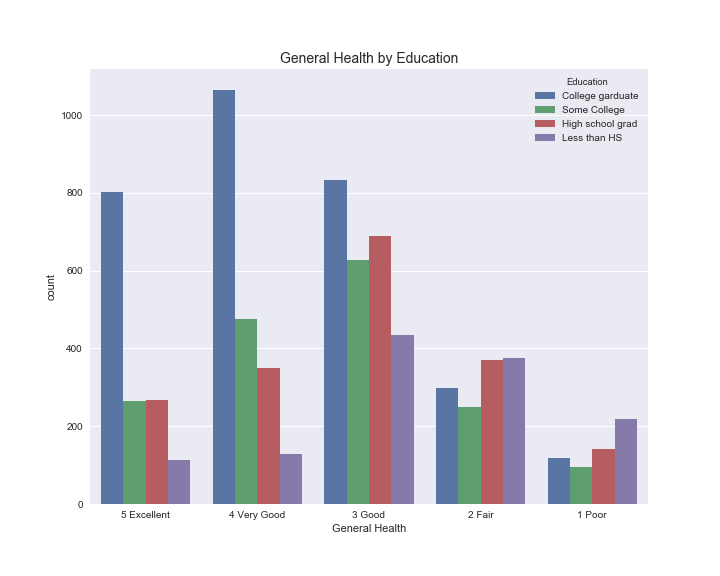 General Health by Education
Education
College garduate
Some College
High school grad
Less than HS
1000
800
600
400
200
0
count
5 Excellent
4 Very Good
3 Good
2 Fair
1 Poor
General Health